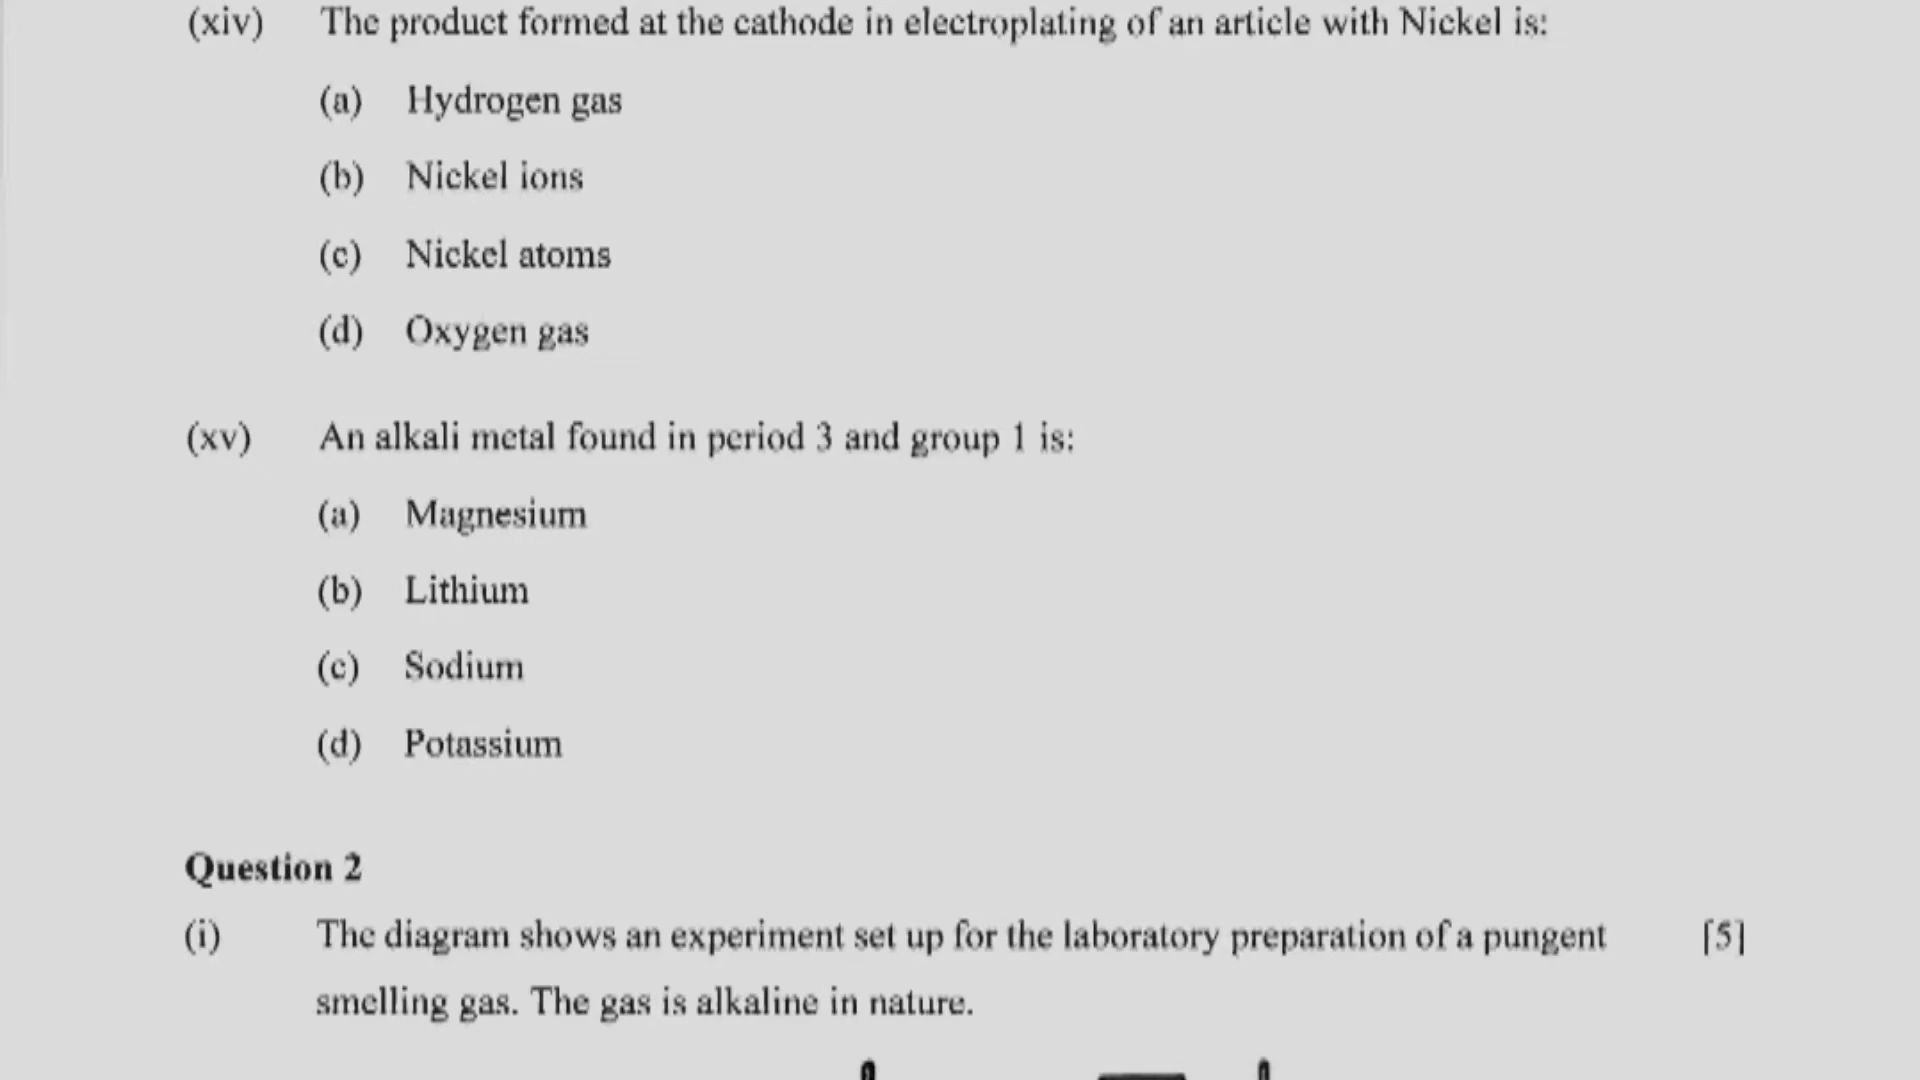 (xiv) The product formed at the cathode in electroplating of an article with Nickel is:
(a) Hydrogen gas
(b) Nickel ions
(c) Nickel atoms
(d) Oxygen gas
(xv) An alkali metal found in period 3 and group 1 is:
(a) Magnesium
(b) Lithium
(c) Sodium
(d) Potassium
Question 2
(i) The diagram shows an experiment set up for the laboratory preparation of a pungent [5]
smelling gas. The gas is alkaline in nature.